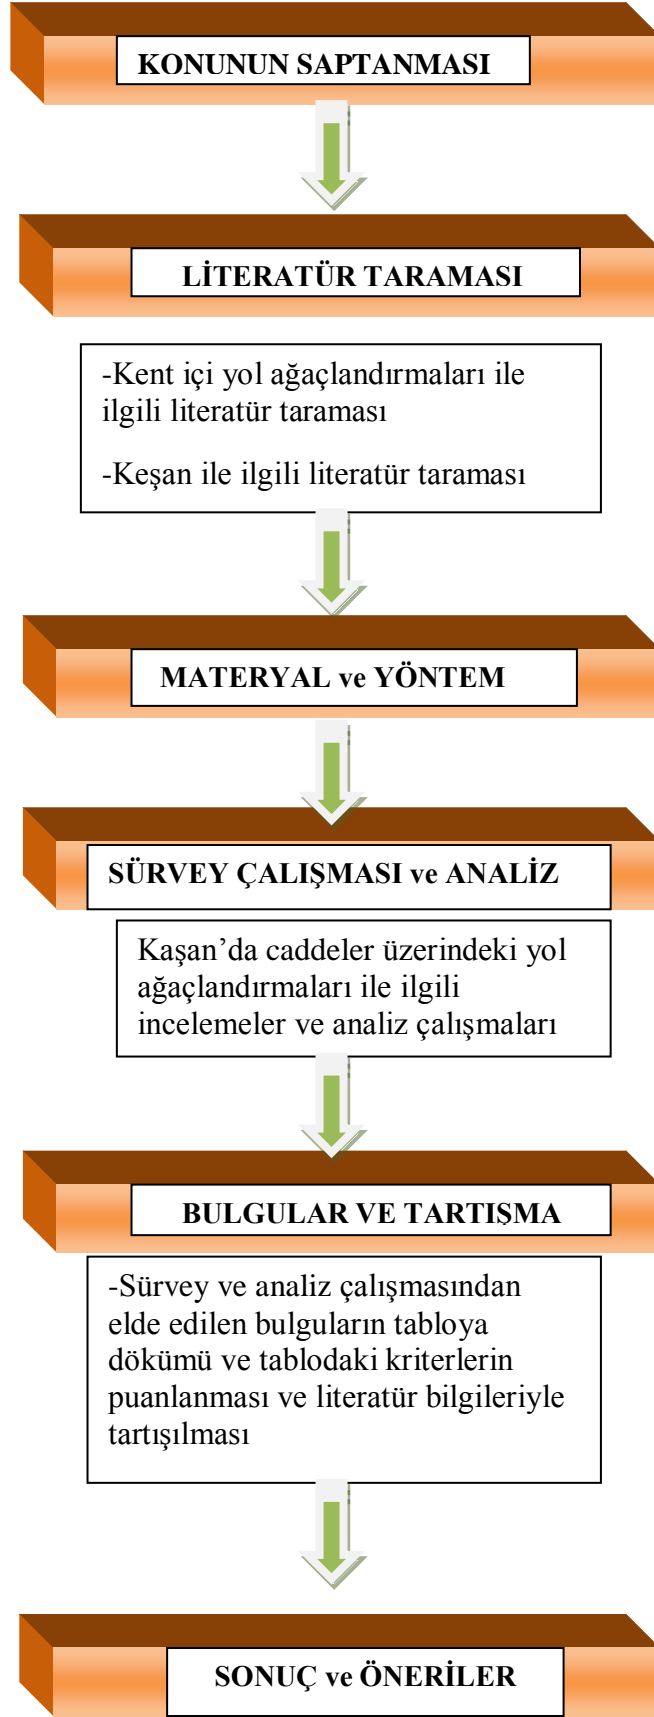 KONUNUN SAPTANMASI
LİTERATÜR TARAMASI
-Kent içi yol ağaçlandırmaları ile
ilgili literatür taraması
-Keşan ile ilgili literatür taraması
MATERYAL ve YÖNTEM
SÜRVEY ÇALIŞMASI ve ANALİZ
Kaşan’da caddeler üzerindeki yol
ağaçlandırmaları ile ilgili
incelemeler ve analiz çalışmaları
BULGULAR VE TARTIŞMA
-Sürvey ve analiz çalışmasından
elde edilen bulguların tabloya
dökümü ve tablodaki kriterlerin
puanlanması ve literatür bilgileriyle
tartışılması
SONUÇ ve ÖNERİLER